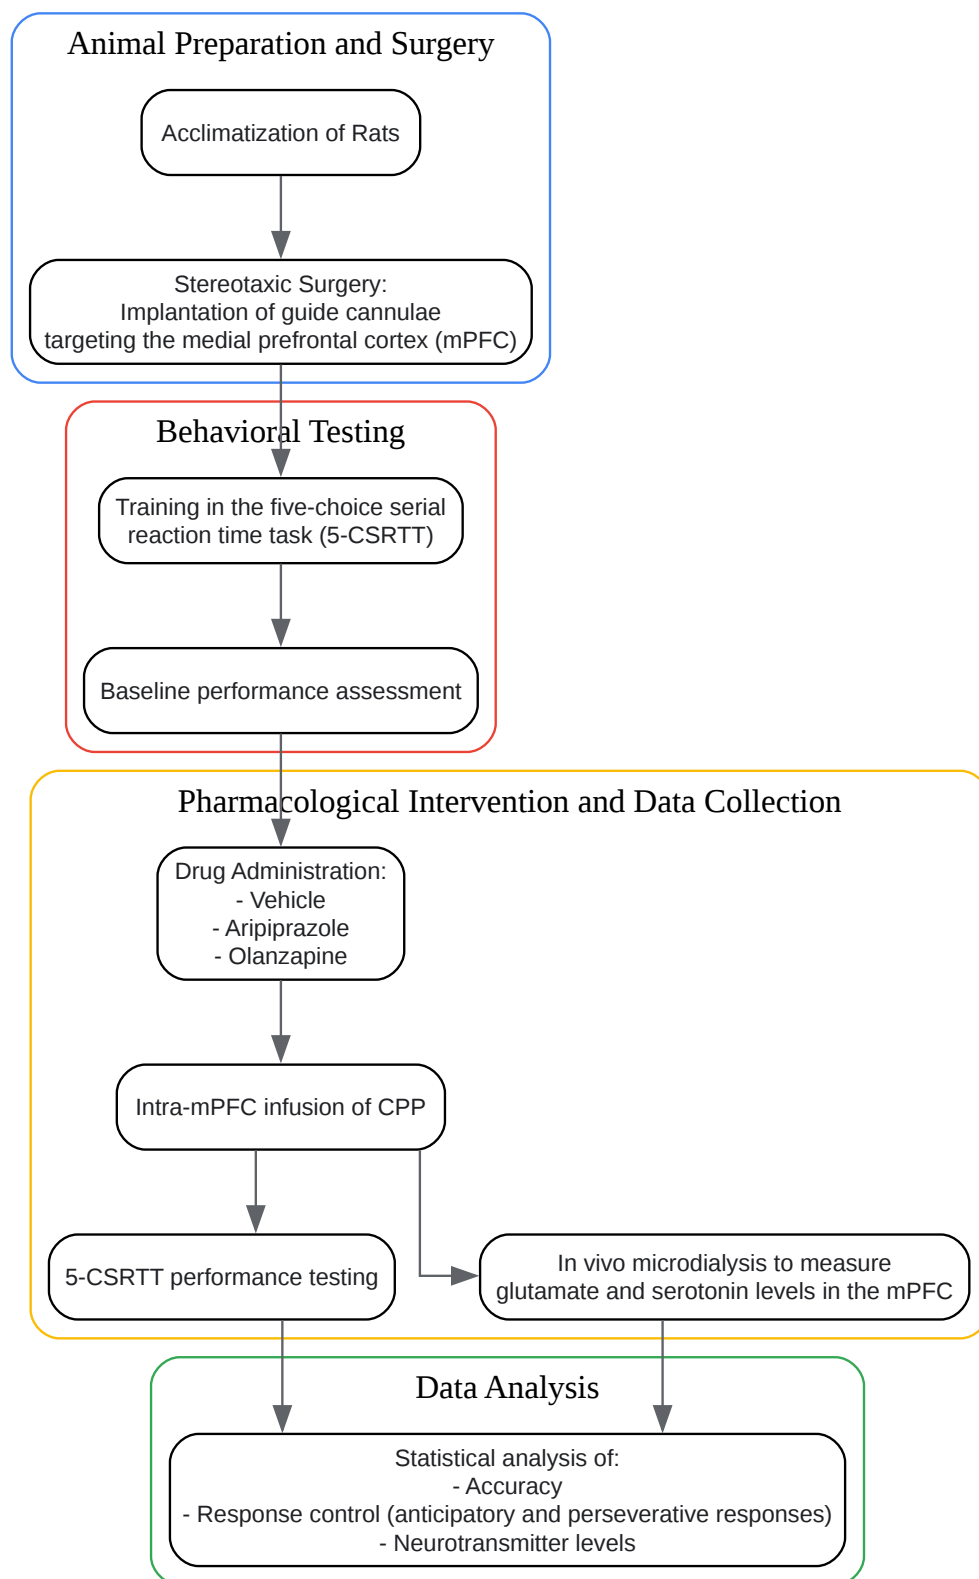 Animal Preparation and Surgery
Acclimatization of Rats
Stereotaxic Surgery:
Implantation of guide cannulae
targeting the medial prefrontal cortex (mPFC)
Behavioral Testing
Training in the five-choice serial
reaction time task (5-CSRTT)
Baseline performance assessment
Pharmacological Intervention and Data Collection
Drug Administration:
- Vehicle
- Aripiprazole
- Olanzapine
Intra-mPFC infusion of CPP
5-CSRTT performance testing
In vivo microdialysis to measure
glutamate and serotonin levels in the mPFC
Data Analysis
Statistical analysis of:
- Accuracy
- Response control (anticipatory and perseverative responses)
- Neurotransmitter levels